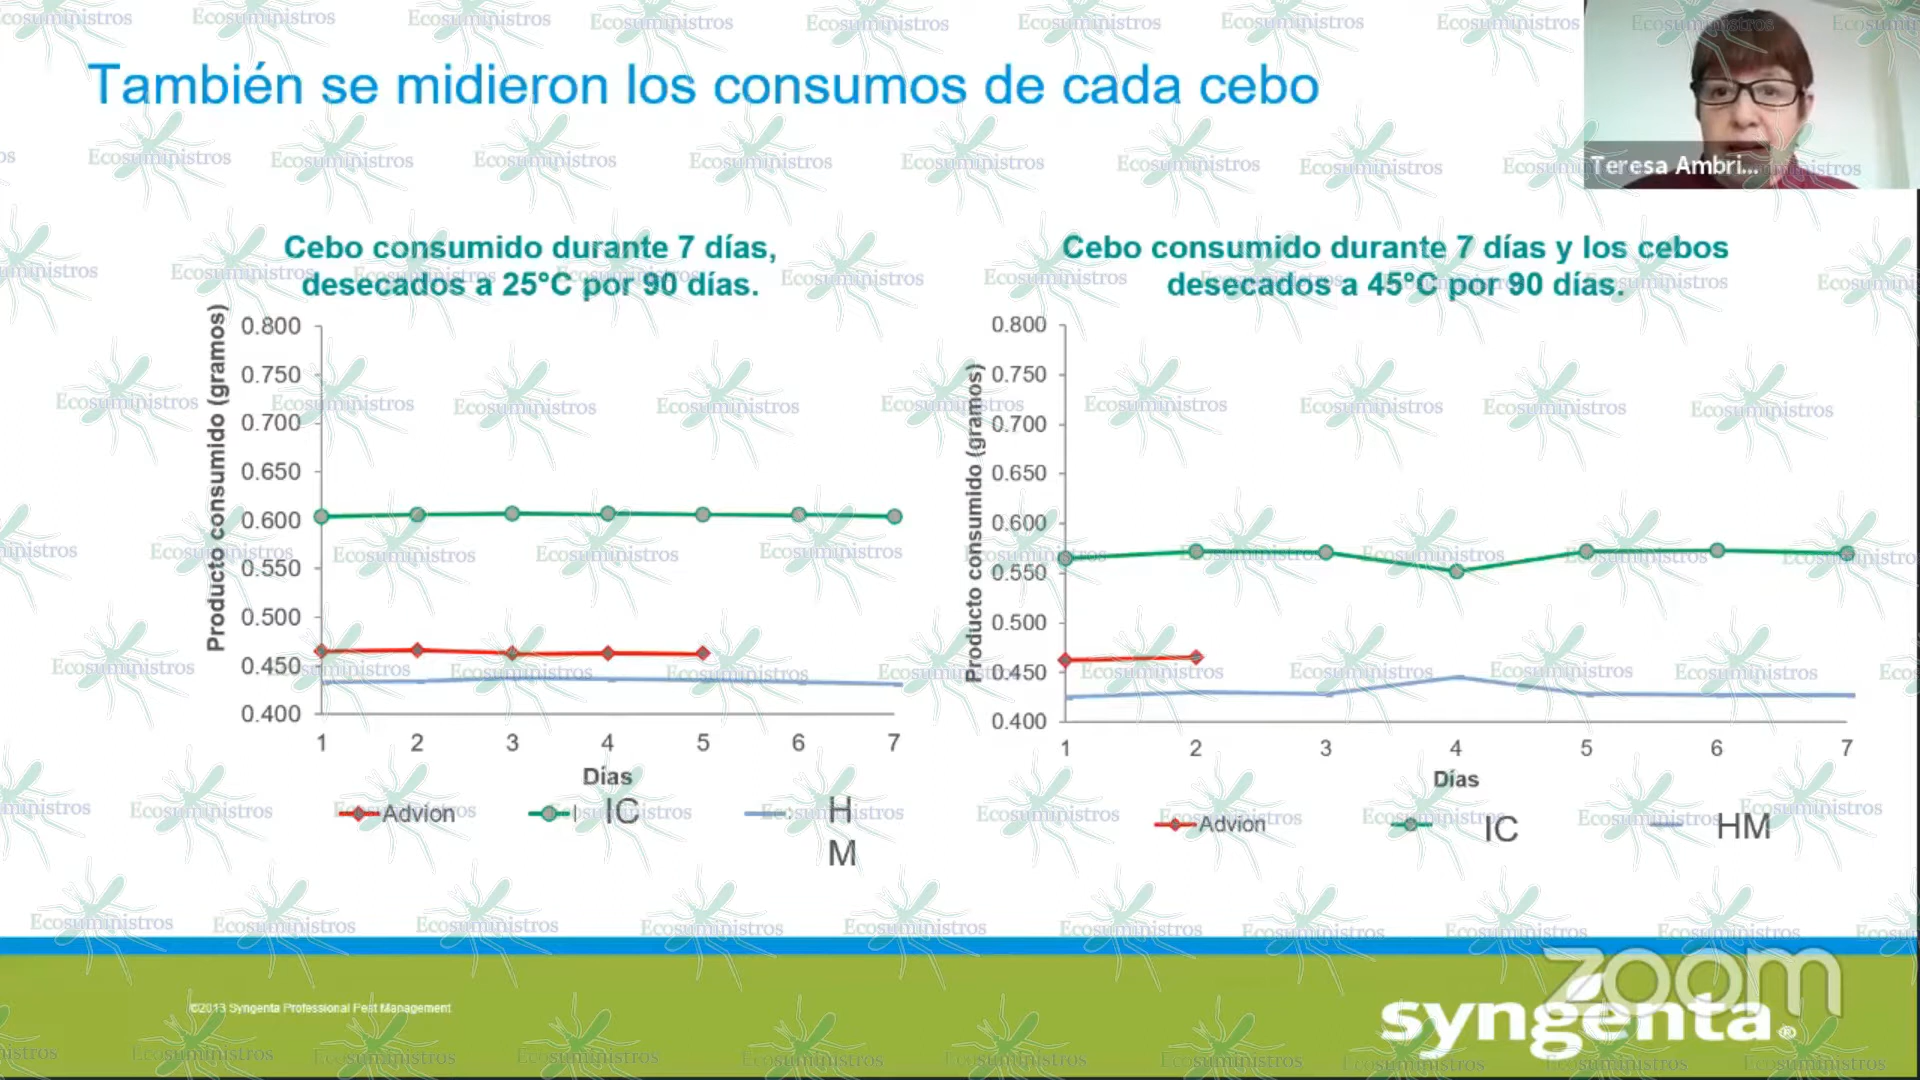 También se midieron los consumos de cada cebo
Teresa Ambri...
Cebo consumido durante 7 días,
desecados a 25°C por 90 días.
Producto consumido (gramos)
0.800
0.750
0.700
0.650
0.600
0.550
0.500
0.450
0.400
1 2 3 4 5 6 7
Días
Advion IC H
M
Cebo consumido durante 7 días y los cebos
desecados a 45°C por 90 días.
Producto consumido (gramos)
0.800
0.750
0.700
0.650
0.600
0.550
0.500
0.450
0.400
1 2 3 4 5 6 7
Días
Advion IC HM
©2013 Syngenta Professional Pest Management
syngenta®
zoom
Ecosuministros